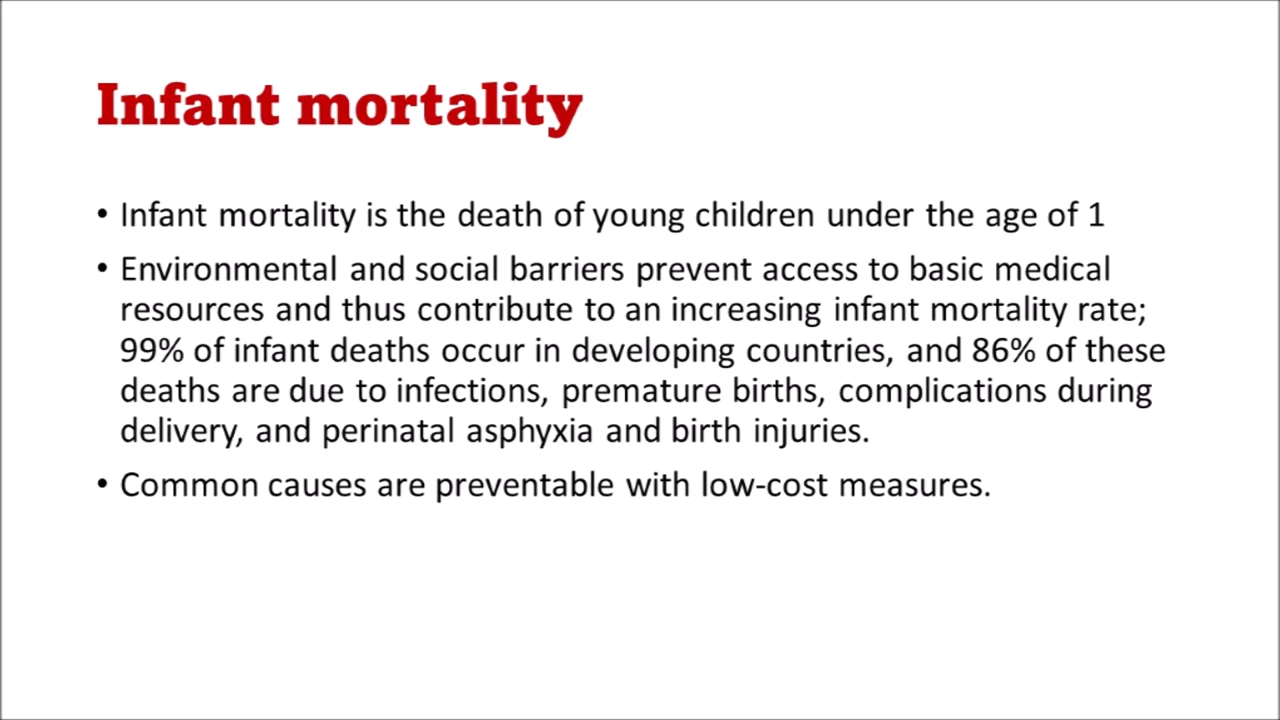 Infant mortality
• Infant mortality is the death of young children under the age of 1
• Environmental and social barriers prevent access to basic medical
resources and thus contribute to an increasing infant mortality rate;
99% of infant deaths occur in developing countries, and 86% of these
deaths are due to infections, premature births, complications during
delivery, and perinatal asphyxia and birth injuries.
• Common causes are preventable with low-cost measures.